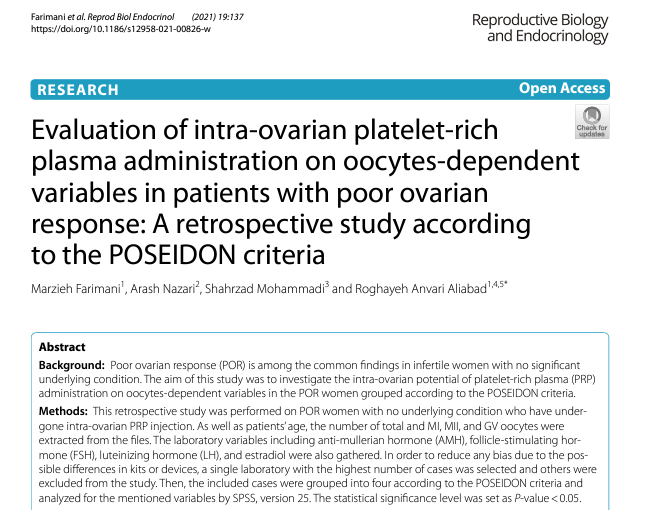 Farimani et al. Reprod Biol Endocrinol (2021) 19:137
https://doi.org/10.1186/s12958-021-00826-w
Reproductive Biology
and Endocrinology
RESEARCH
Open Access
Check for
updates
Evaluation of intra-ovarian platelet-rich
plasma administration on oocytes-dependent
variables in patients with poor ovarian
response: A retrospective study according
to the POSEIDON criteria
Marzieh Farimani1, Arash Nazari2, Shahrzad Mohammadi3 and Roghayeh Anvari Aliabad1,4,5*
Abstract
Background: Poor ovarian response (POR) is among the common findings in infertile women with no significant
underlying condition. The aim of this study was to investigate the intra-ovarian potential of platelet-rich plasma (PRP)
administration on oocytes-dependent variables in the POR women grouped according to the POSEIDON criteria.
Methods: This retrospective study was performed on POR women with no underlying condition who have under-
gone intra-ovarian PRP injection. As well as patients' age, the number of total and MI, MII, and GV oocytes were
extracted from the files. The laboratory variables including anti-mullerian hormone (AMH), follicle-stimulating hor-
mone (FSH), luteinizing hormone (LH), and estradiol were also gathered. In order to reduce any bias due to the pos-
sible differences in kits or devices, a single laboratory with the highest number of cases was selected and others were
excluded from the study. Then, the included cases were grouped into four according to the POSEIDON criteria and
analyzed for the mentioned variables by SPSS, version 25. The statistical significance level was set as P-value < 0.05.